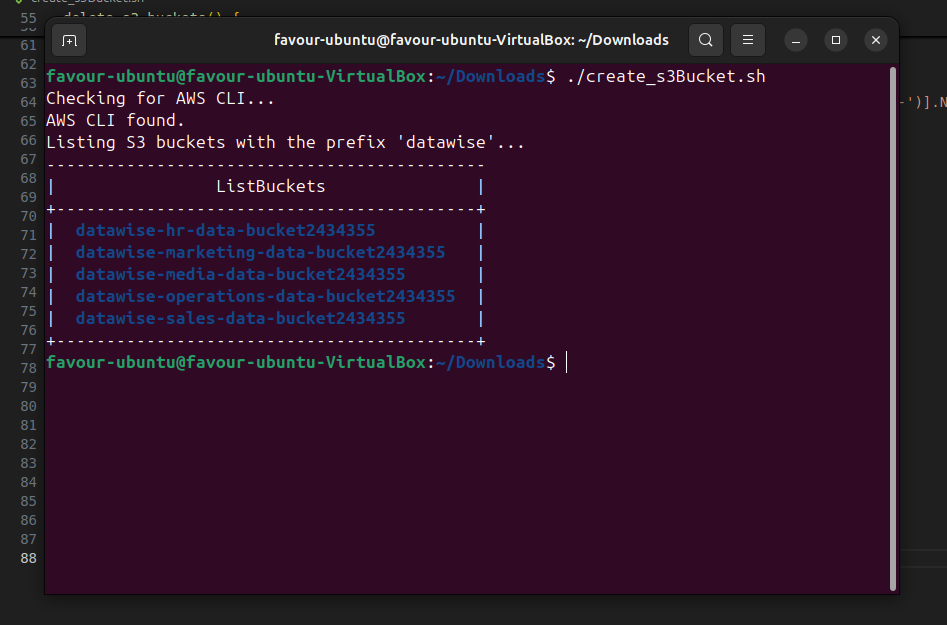 create_s3Bucket.sh
55 delete_s3_buckets() {
favour-ubuntu@favour-ubuntu-VirtualBox: ~/Downloads
61
62
63
64 -')].N
65
66
67
68
69
70
71
72
73
74
75
76
77
78
79
80
81
82
83
84
85
86
87
88
favour-ubuntu@favour-ubuntu-VirtualBox:~/Downloads$ ./create_s3Bucket.sh
Checking for AWS CLI...
AWS CLI found.
Listing S3 buckets with the prefix 'datawise'...
-------------------------------------------
| ListBuckets |
+-----------------------------------------+
| datawise-hr-data-bucket2434355 |
| datawise-marketing-data-bucket2434355 |
| datawise-media-data-bucket2434355 |
| datawise-operations-data-bucket2434355 |
| datawise-sales-data-bucket2434355 |
+-----------------------------------------+
favour-ubuntu@favour-ubuntu-VirtualBox:~/Downloads$